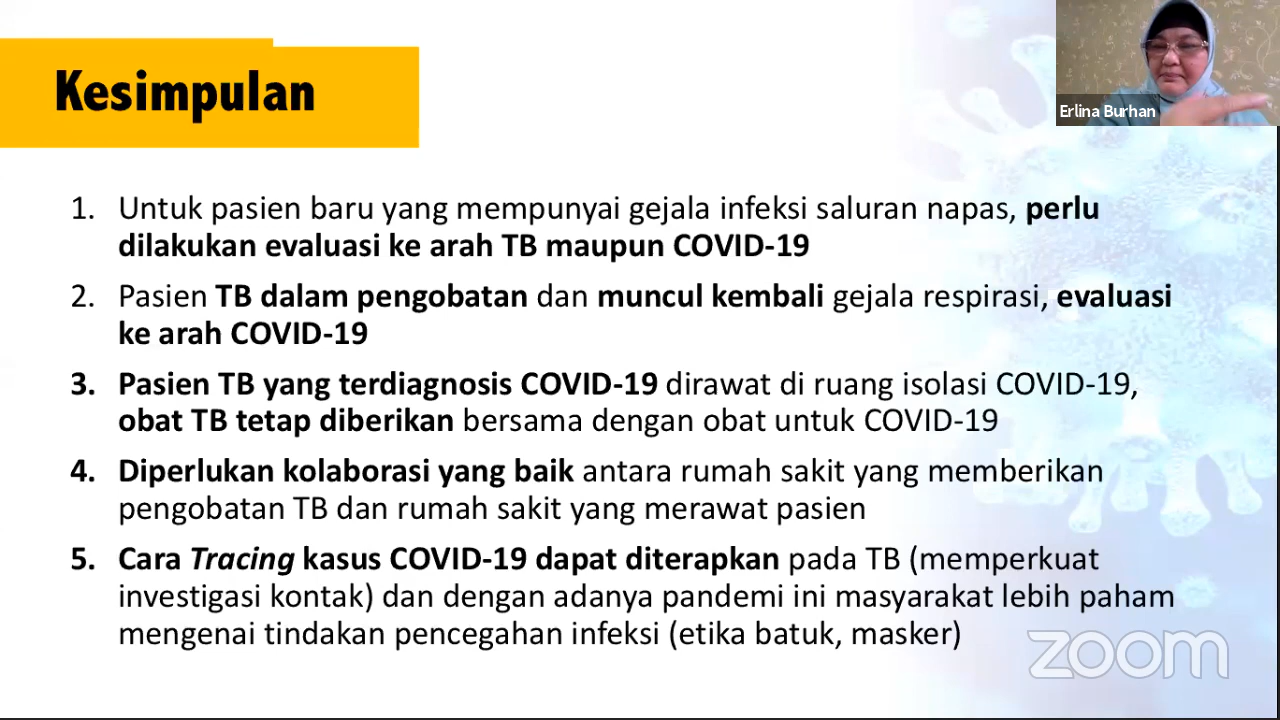 Kesimpulan
Erlina Burhan
1. Untuk pasien baru yang mempunyai gejala infeksi saluran napas, perlu
dilakukan evaluasi ke arah TB maupun COVID-19
2. Pasien TB dalam pengobatan dan muncul kembali gejala respirasi, evaluasi
ke arah COVID-19
3. Pasien TB yang terdiagnosis COVID-19 dirawat di ruang isolasi COVID-19,
obat TB tetap diberikan bersama dengan obat untuk COVID-19
4. Diperlukan kolaborasi yang baik antara rumah sakit yang memberikan
pengobatan TB dan rumah sakit yang merawat pasien
5. Cara Tracing kasus COVID-19 dapat diterapkan pada TB (memperkuat
investigasi kontak) dan dengan adanya pandemi ini masyarakat lebih paham
mengenai tindakan pencegahan infeksi (etika batuk, masker)
zoom